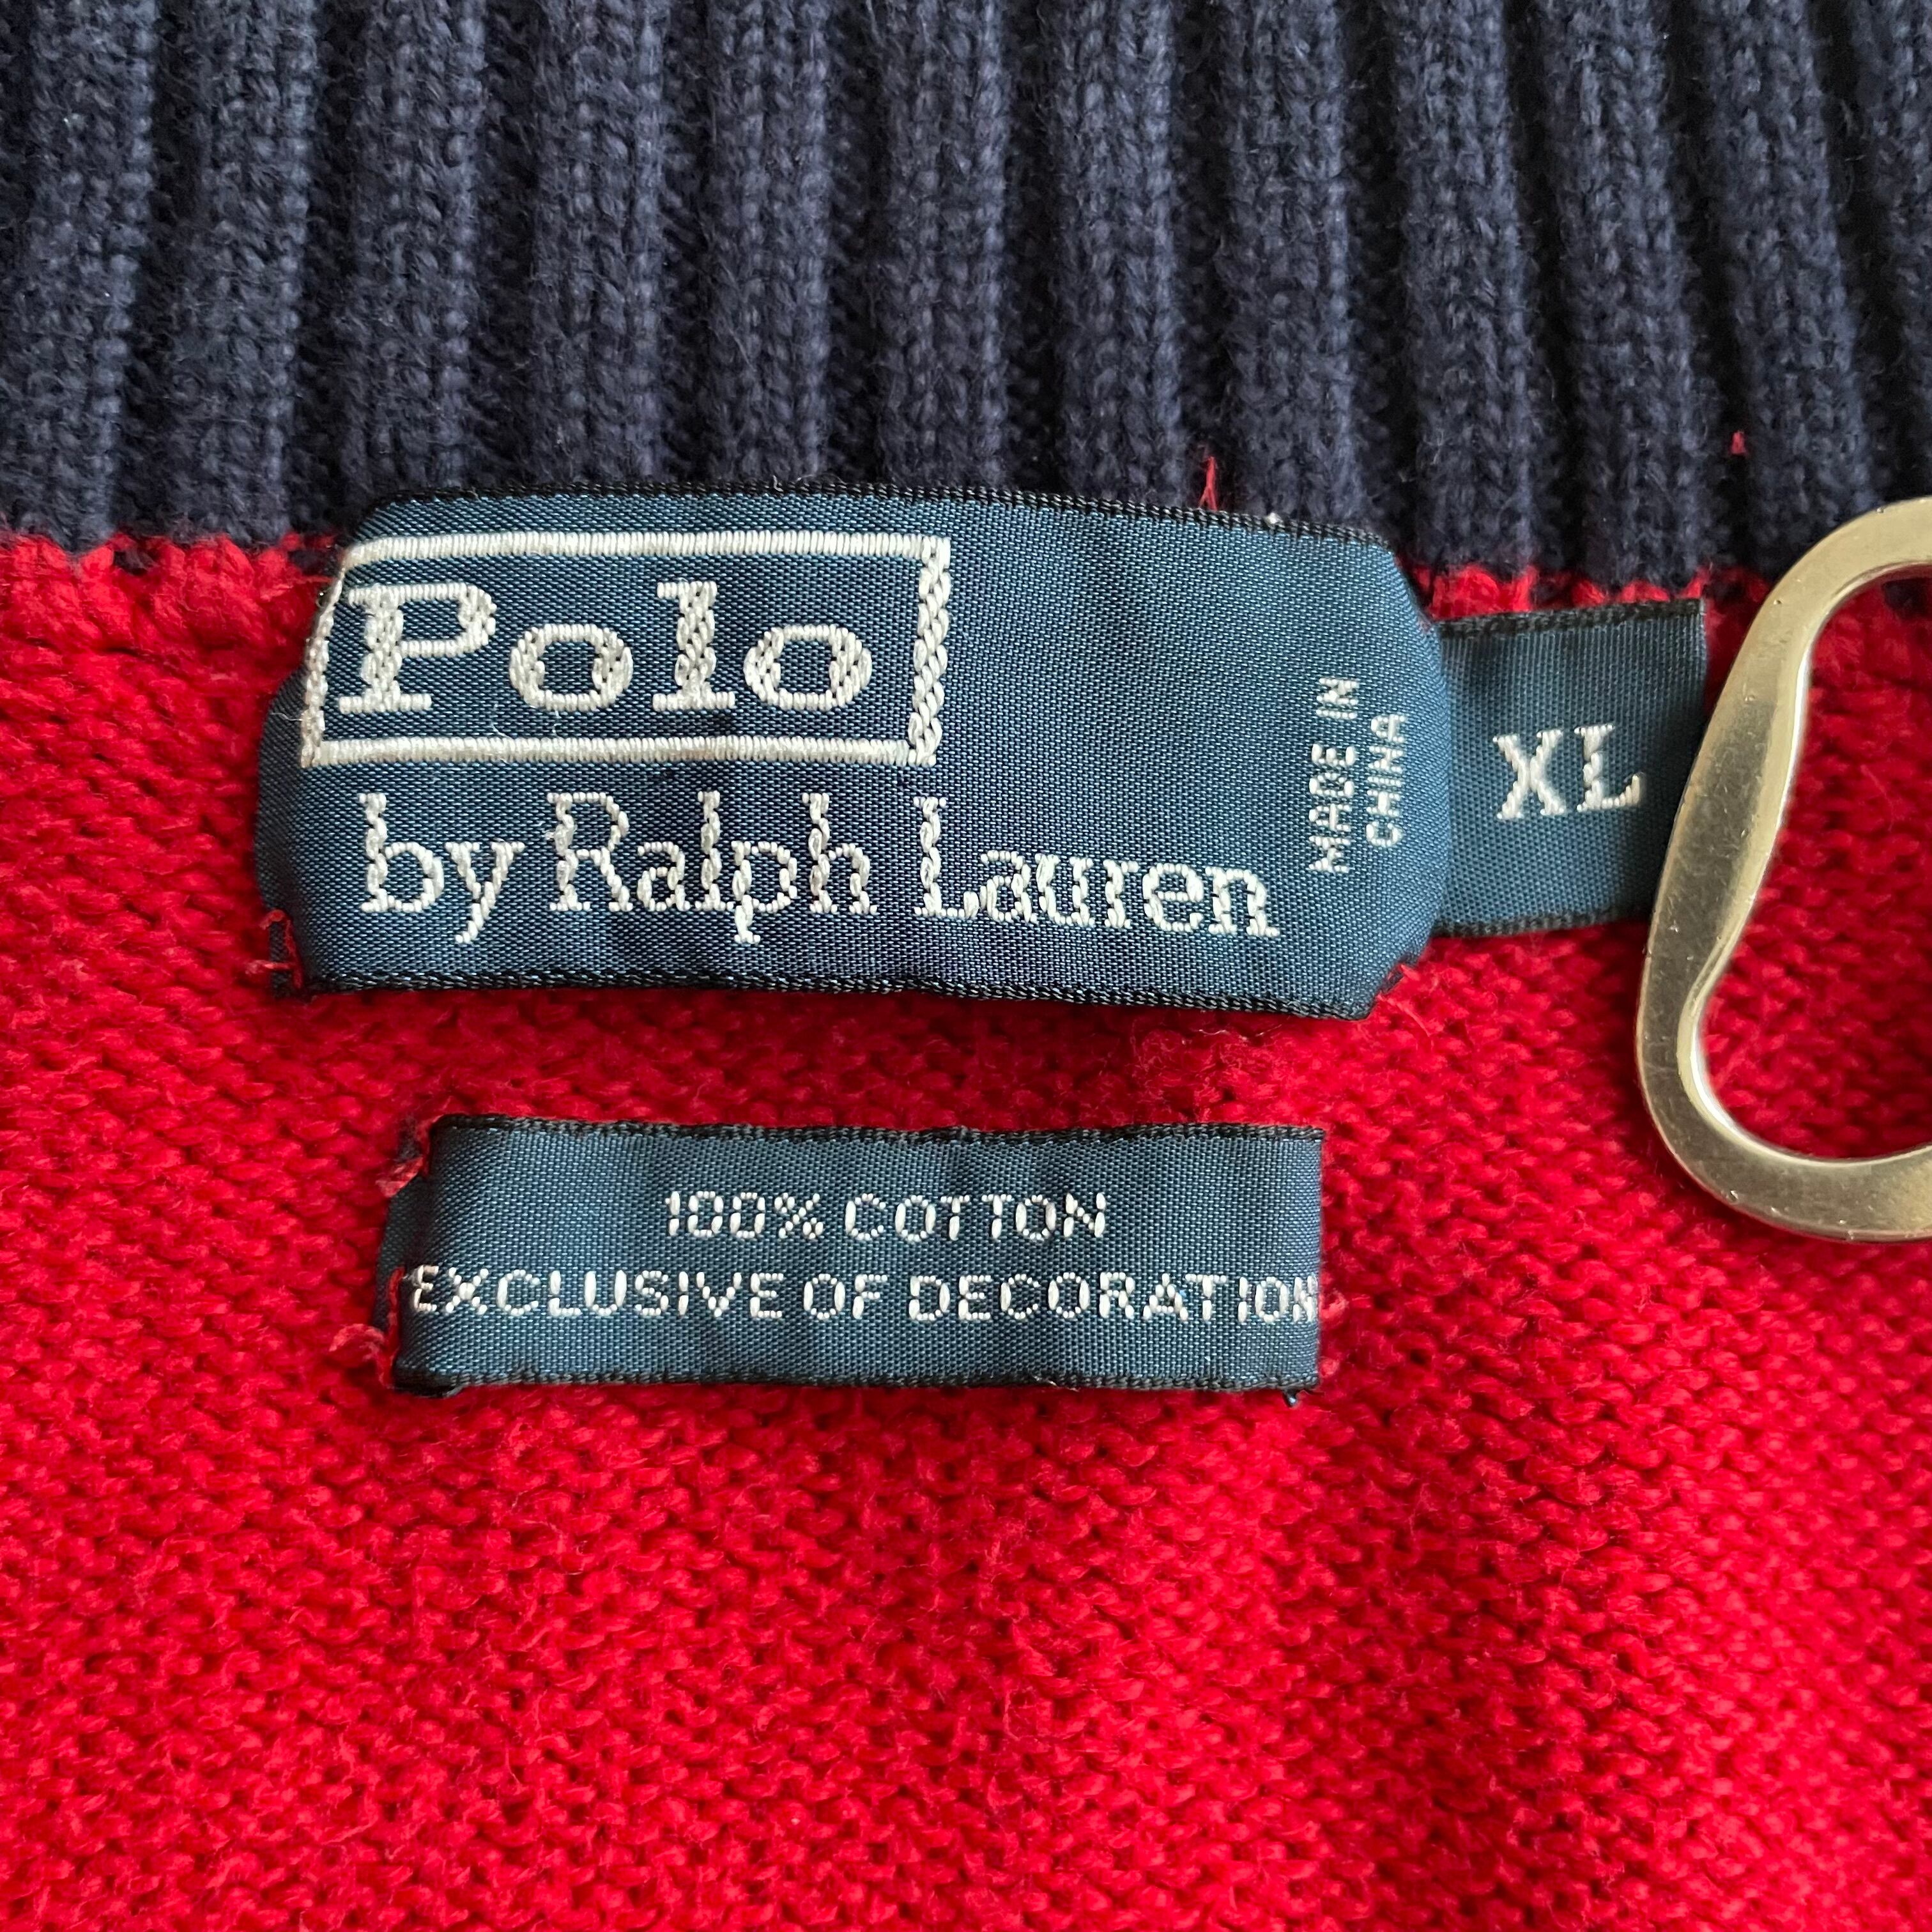 Polo
by Ralph Lauren
MADE IN
CHINA
XL
100% COTTON
EXCLUSIVE OF DECORATION